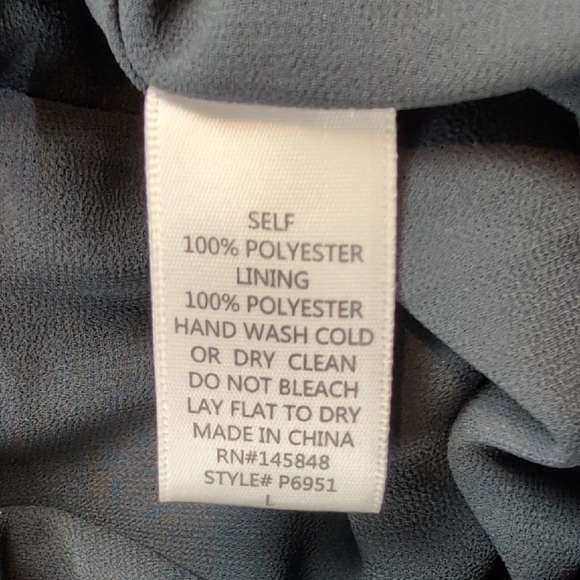 SELF
100% POLYESTER
LINING
100% POLYESTER
HAND WASH COLD
OR DRY CLEAN
DO NOT BLEACH
LAY FLAT TO DRY
MADE IN CHINA
RN#145848
STYLE# P6951
L